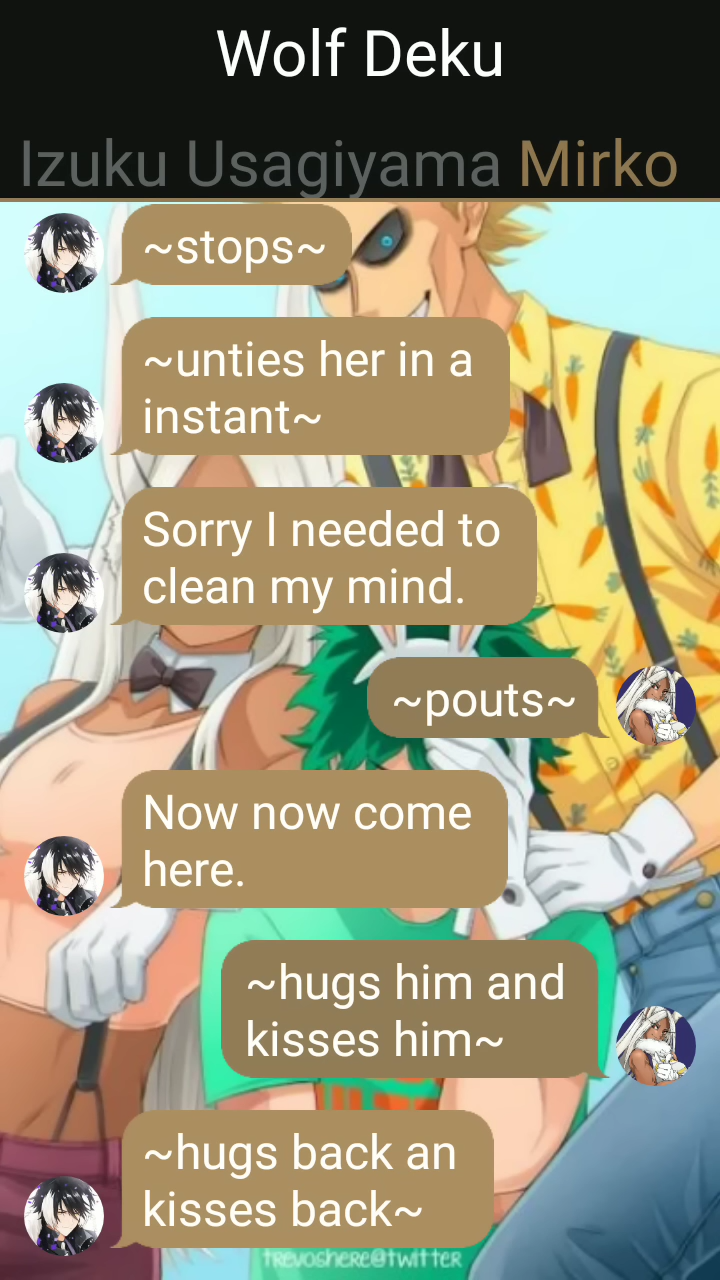 Wolf Deku
Izuku Usagiyama Mirko
~stops~
~unties her in a
instant~
Sorry I needed to
clean my mind.
~pouts~
Now now come
here.
~hugs him and
kisses him~
~hugs back an
kisses back~
TREVOSHERE@TWITTER